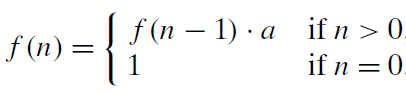 f(n) = { f(n − 1) · a if n > 0.
1 if n = 0.